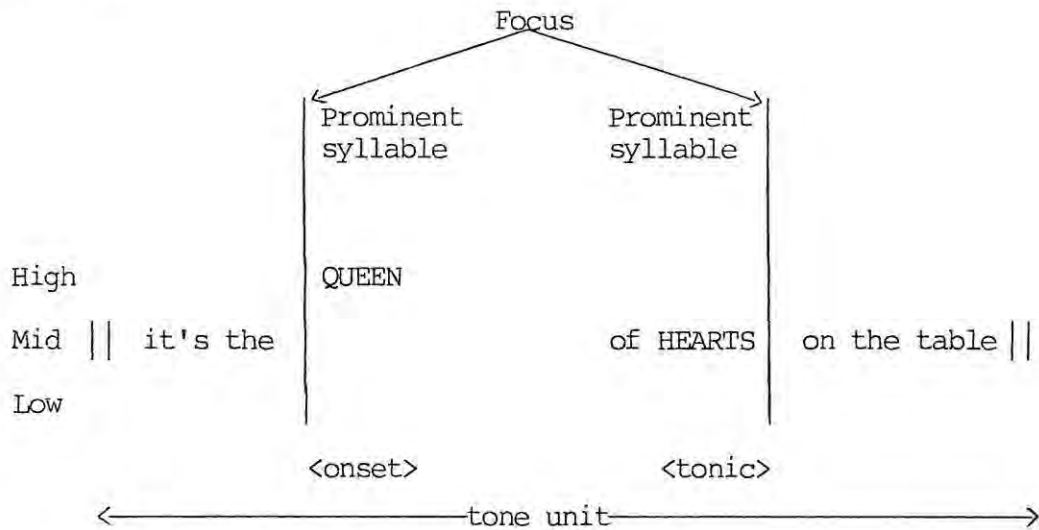 Focus
Prominent Prominent
syllable syllable
High QUEEN
Mid || it's the of HEARTS on the table ||
Low
<onset> <tonic>
tone unit